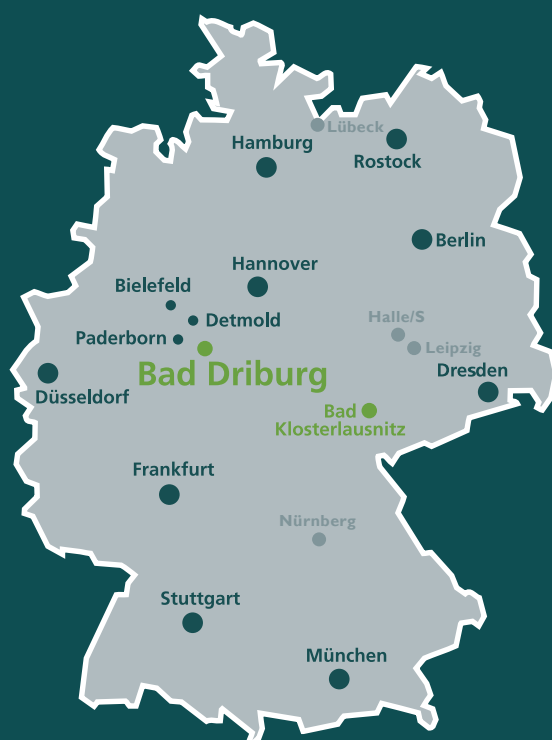 Lübeck
Hamburg
Rostock
Berlin
Hannover
Bielefeld
Detmold
Halle/S
Paderborn
Leipzig
Bad Driburg
Dresden
Düsseldorf
Bad
Klosterlausnitz
Frankfurt
Nürnberg
Stuttgart
München